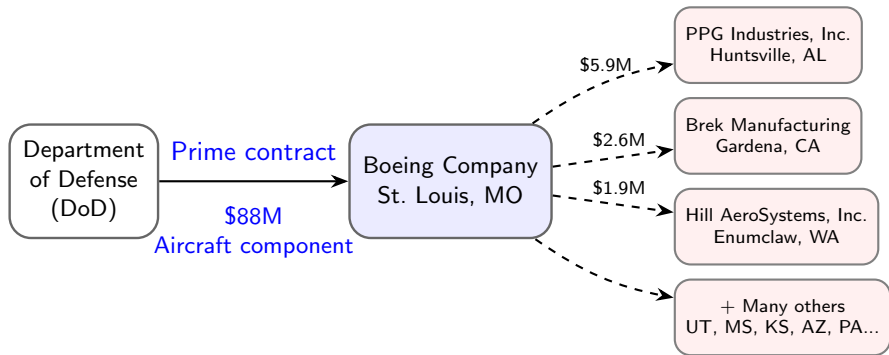 Department
of Defense
(DoD)
Prime contract
$88M
Aircraft component
Boeing Company
St. Louis, MO
$5.9M
$2.6M
$1.9M
PPG Industries, Inc.
Huntsville, AL
Brek Manufacturing
Gardena, CA
Hill AeroSystems, Inc.
Enumclaw, WA
+ Many others
UT, MS, KS, AZ, PA...